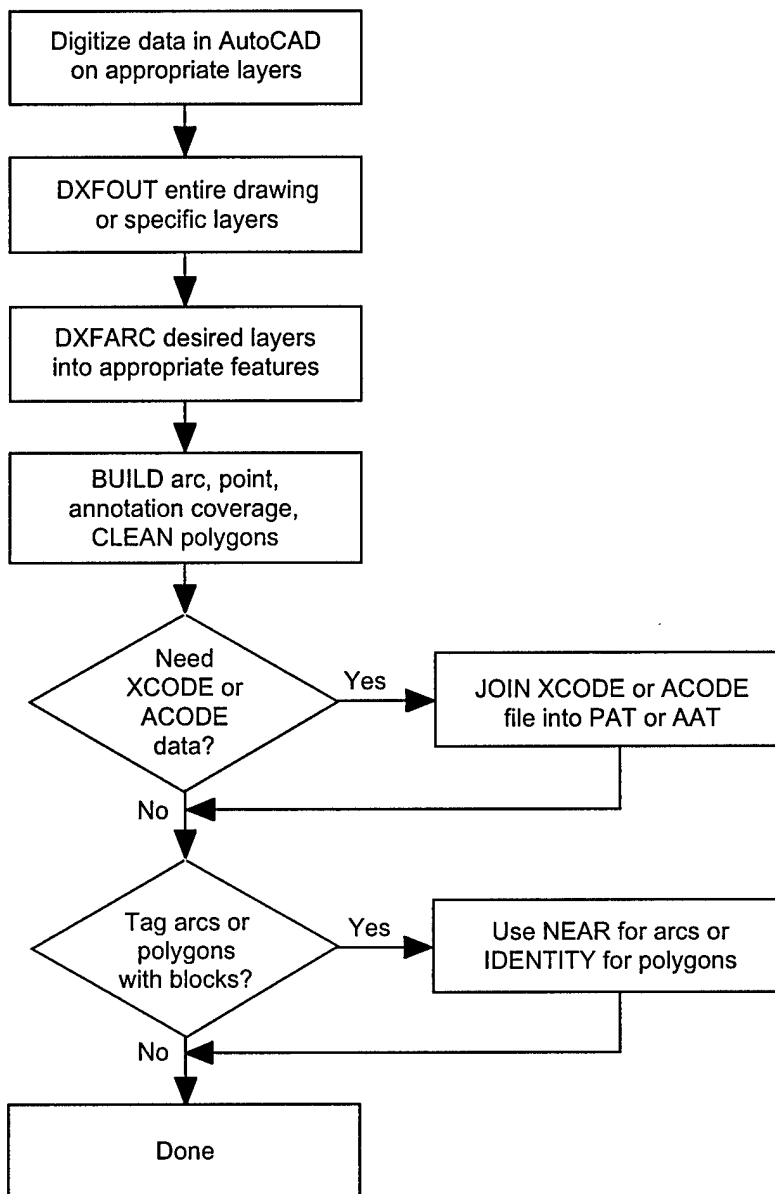 Digitize data in AutoCAD
on appropriate layers
DXFOUT entire drawing
or specific layers
DXFARC desired layers
into appropriate features
BUILD arc, point,
annotation coverage,
CLEAN polygons
Need
XCODE or
ACODE
data?
Yes
JOIN XCODE or ACODE
file into PAT or AAT
No
Tag arcs or
polygons
with blocks?
Yes
Use NEAR for arcs or
IDENTITY for polygons
No
Done